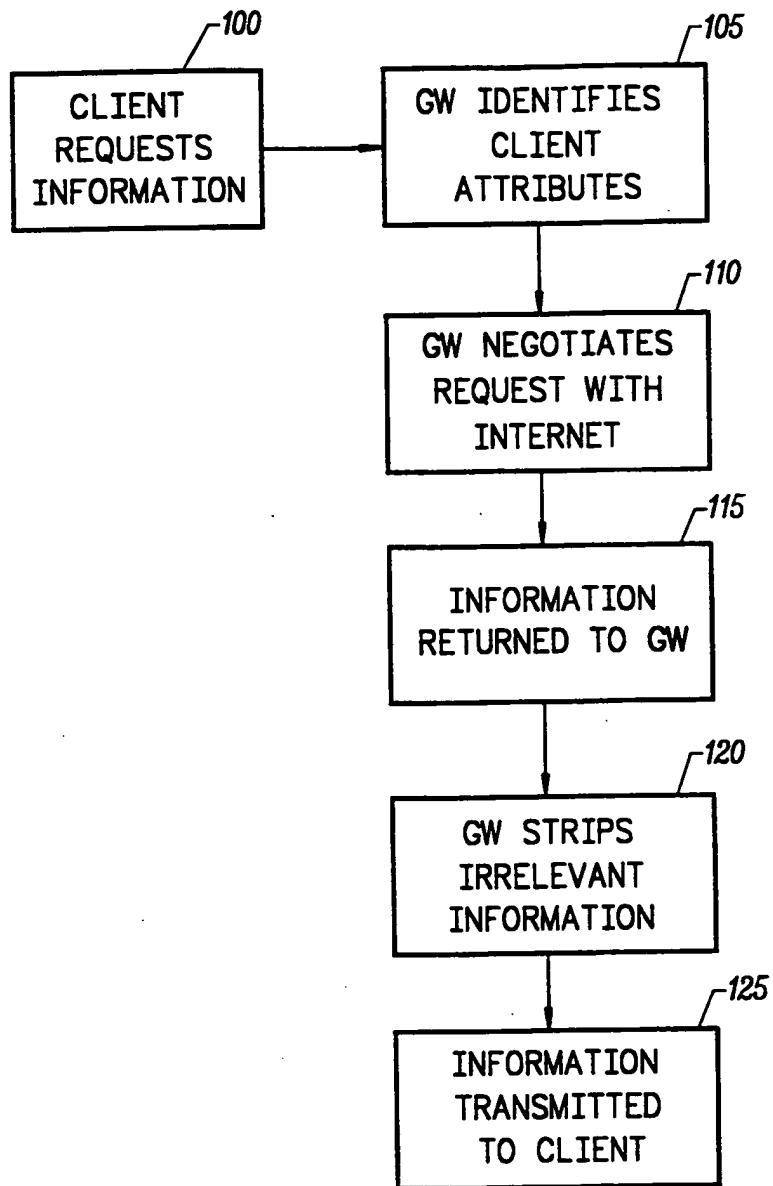 100
CLIENT
REQUESTS
INFORMATION
105
GW IDENTIFIES
CLIENT
ATTRIBUTES
110
GW NEGOTIATES
REQUEST WITH
INTERNET
115
INFORMATION
RETURNED TO GW
120
GW STRIPS
IRRELEVANT
INFORMATION
125
INFORMATION
TRANSMITTED
TO CLIENT